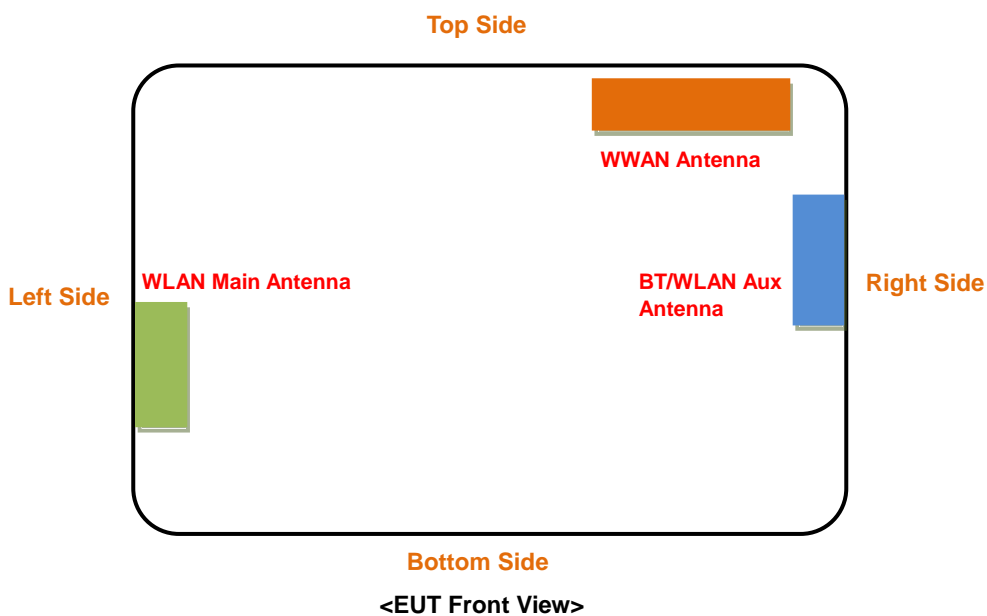 Top Side
WWAN Antenna
WLAN Main Antenna
BT/WLAN Aux
Antenna
Left Side
Right Side
Bottom Side
<EUT Front View>